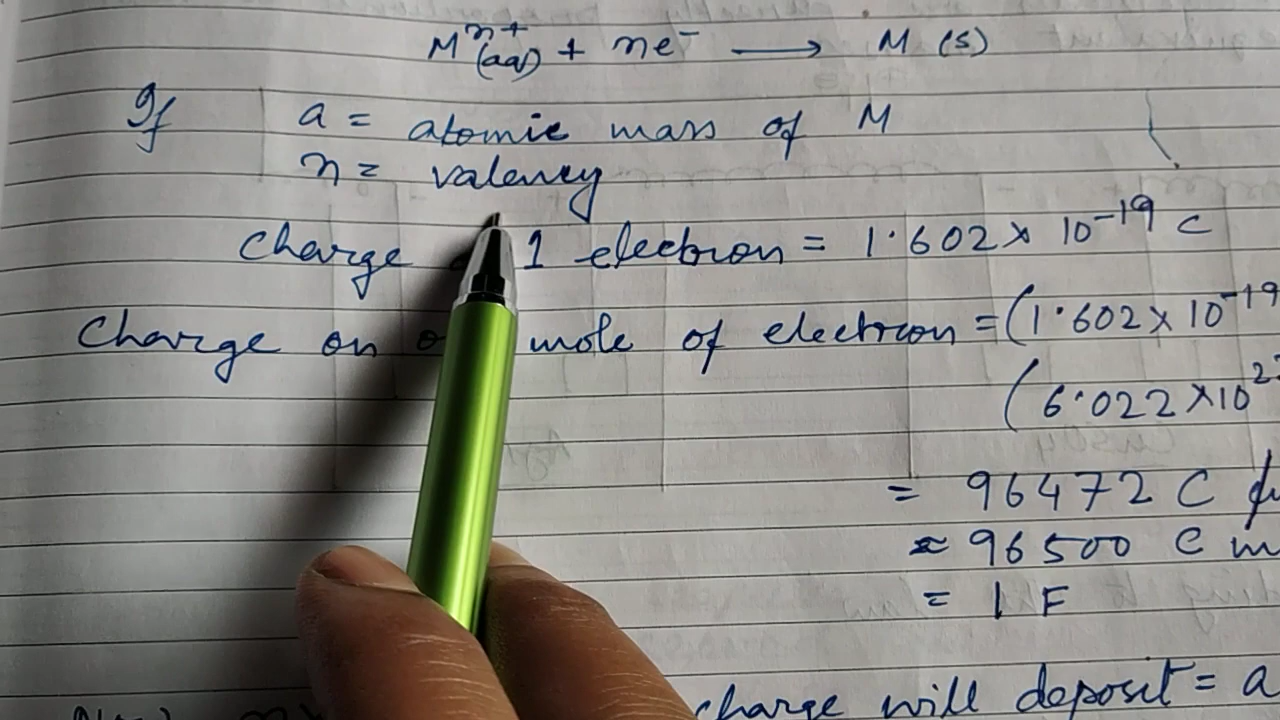 Mⁿ⁺(aq) + ne⁻ ⟶ M (s)
If a = atomic mass of M
n = valency
Charge 1 electron = 1.602 × 10⁻¹⁹ C
Charge on mole of electron = (1.602 × 10⁻¹⁹
(6.022 × 10²
= 96472 C
≈ 96500 C
= 1 F
charge will deposit = a